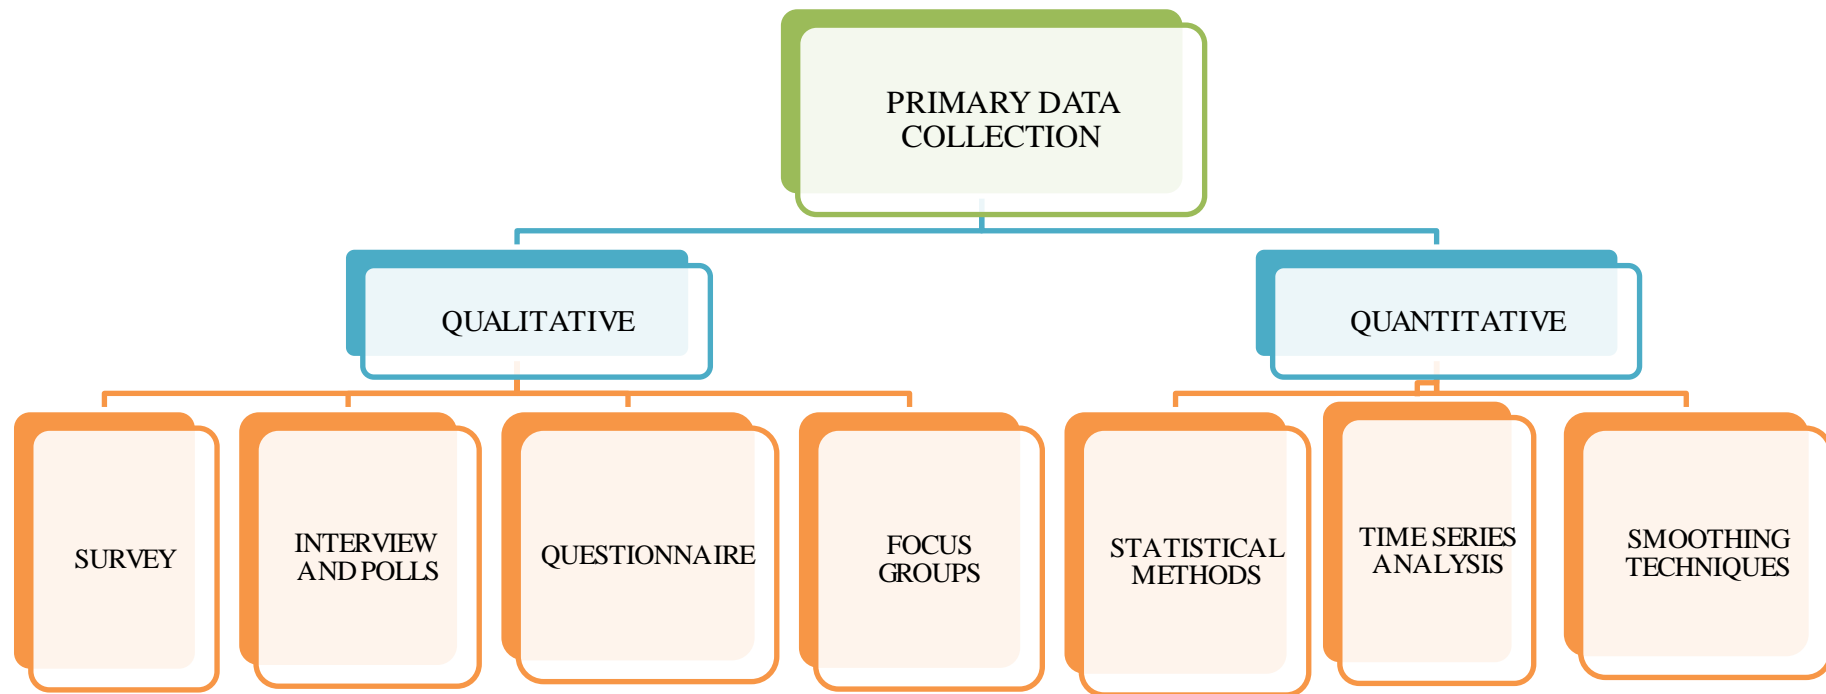 PRIMARY DATA
COLLECTION
QUALITATIVE
QUANTITATIVE
SURVEY
INTERVIEW
AND POLLS
QUESTIONNAIRE
FOCUS
GROUPS
STATISTICAL
METHODS
TIME SERIES
ANALYSIS
SMOOTHING
TECHNIQUES